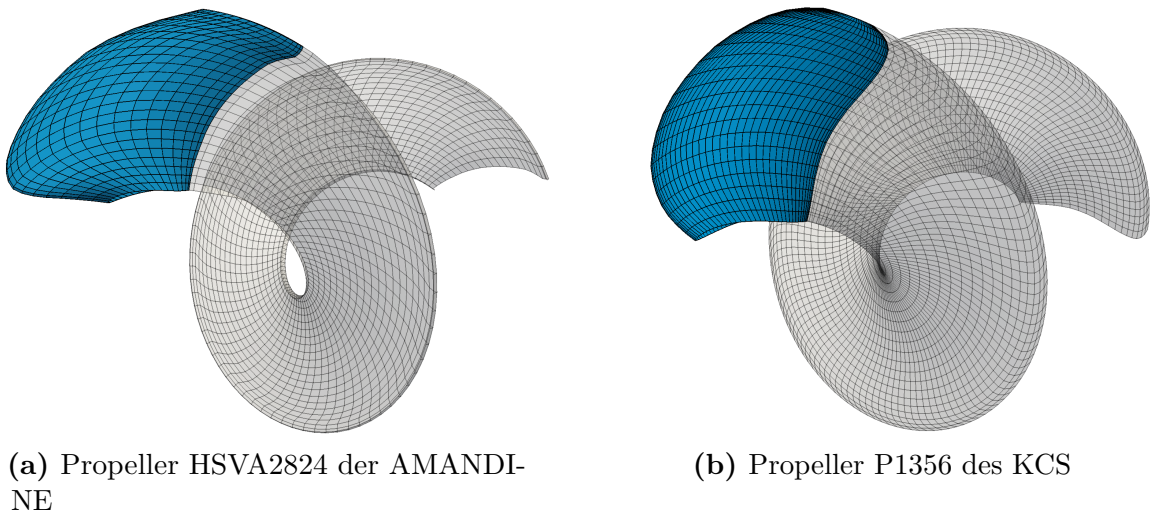 (a) Propeller HSVA2824 der AMANDI-
NE
(b) Propeller P1356 des KCS